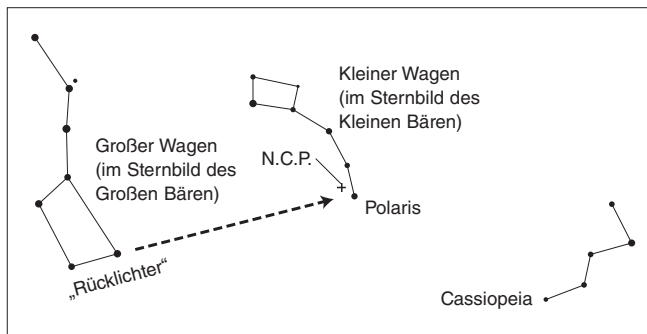 Großer Wagen
(im Sternbild des
Großen Bären)
„Rücklichter“
Kleiner Wagen
(im Sternbild des
Kleinen Bären)
N.C.P.
Polaris
Cassiopeia